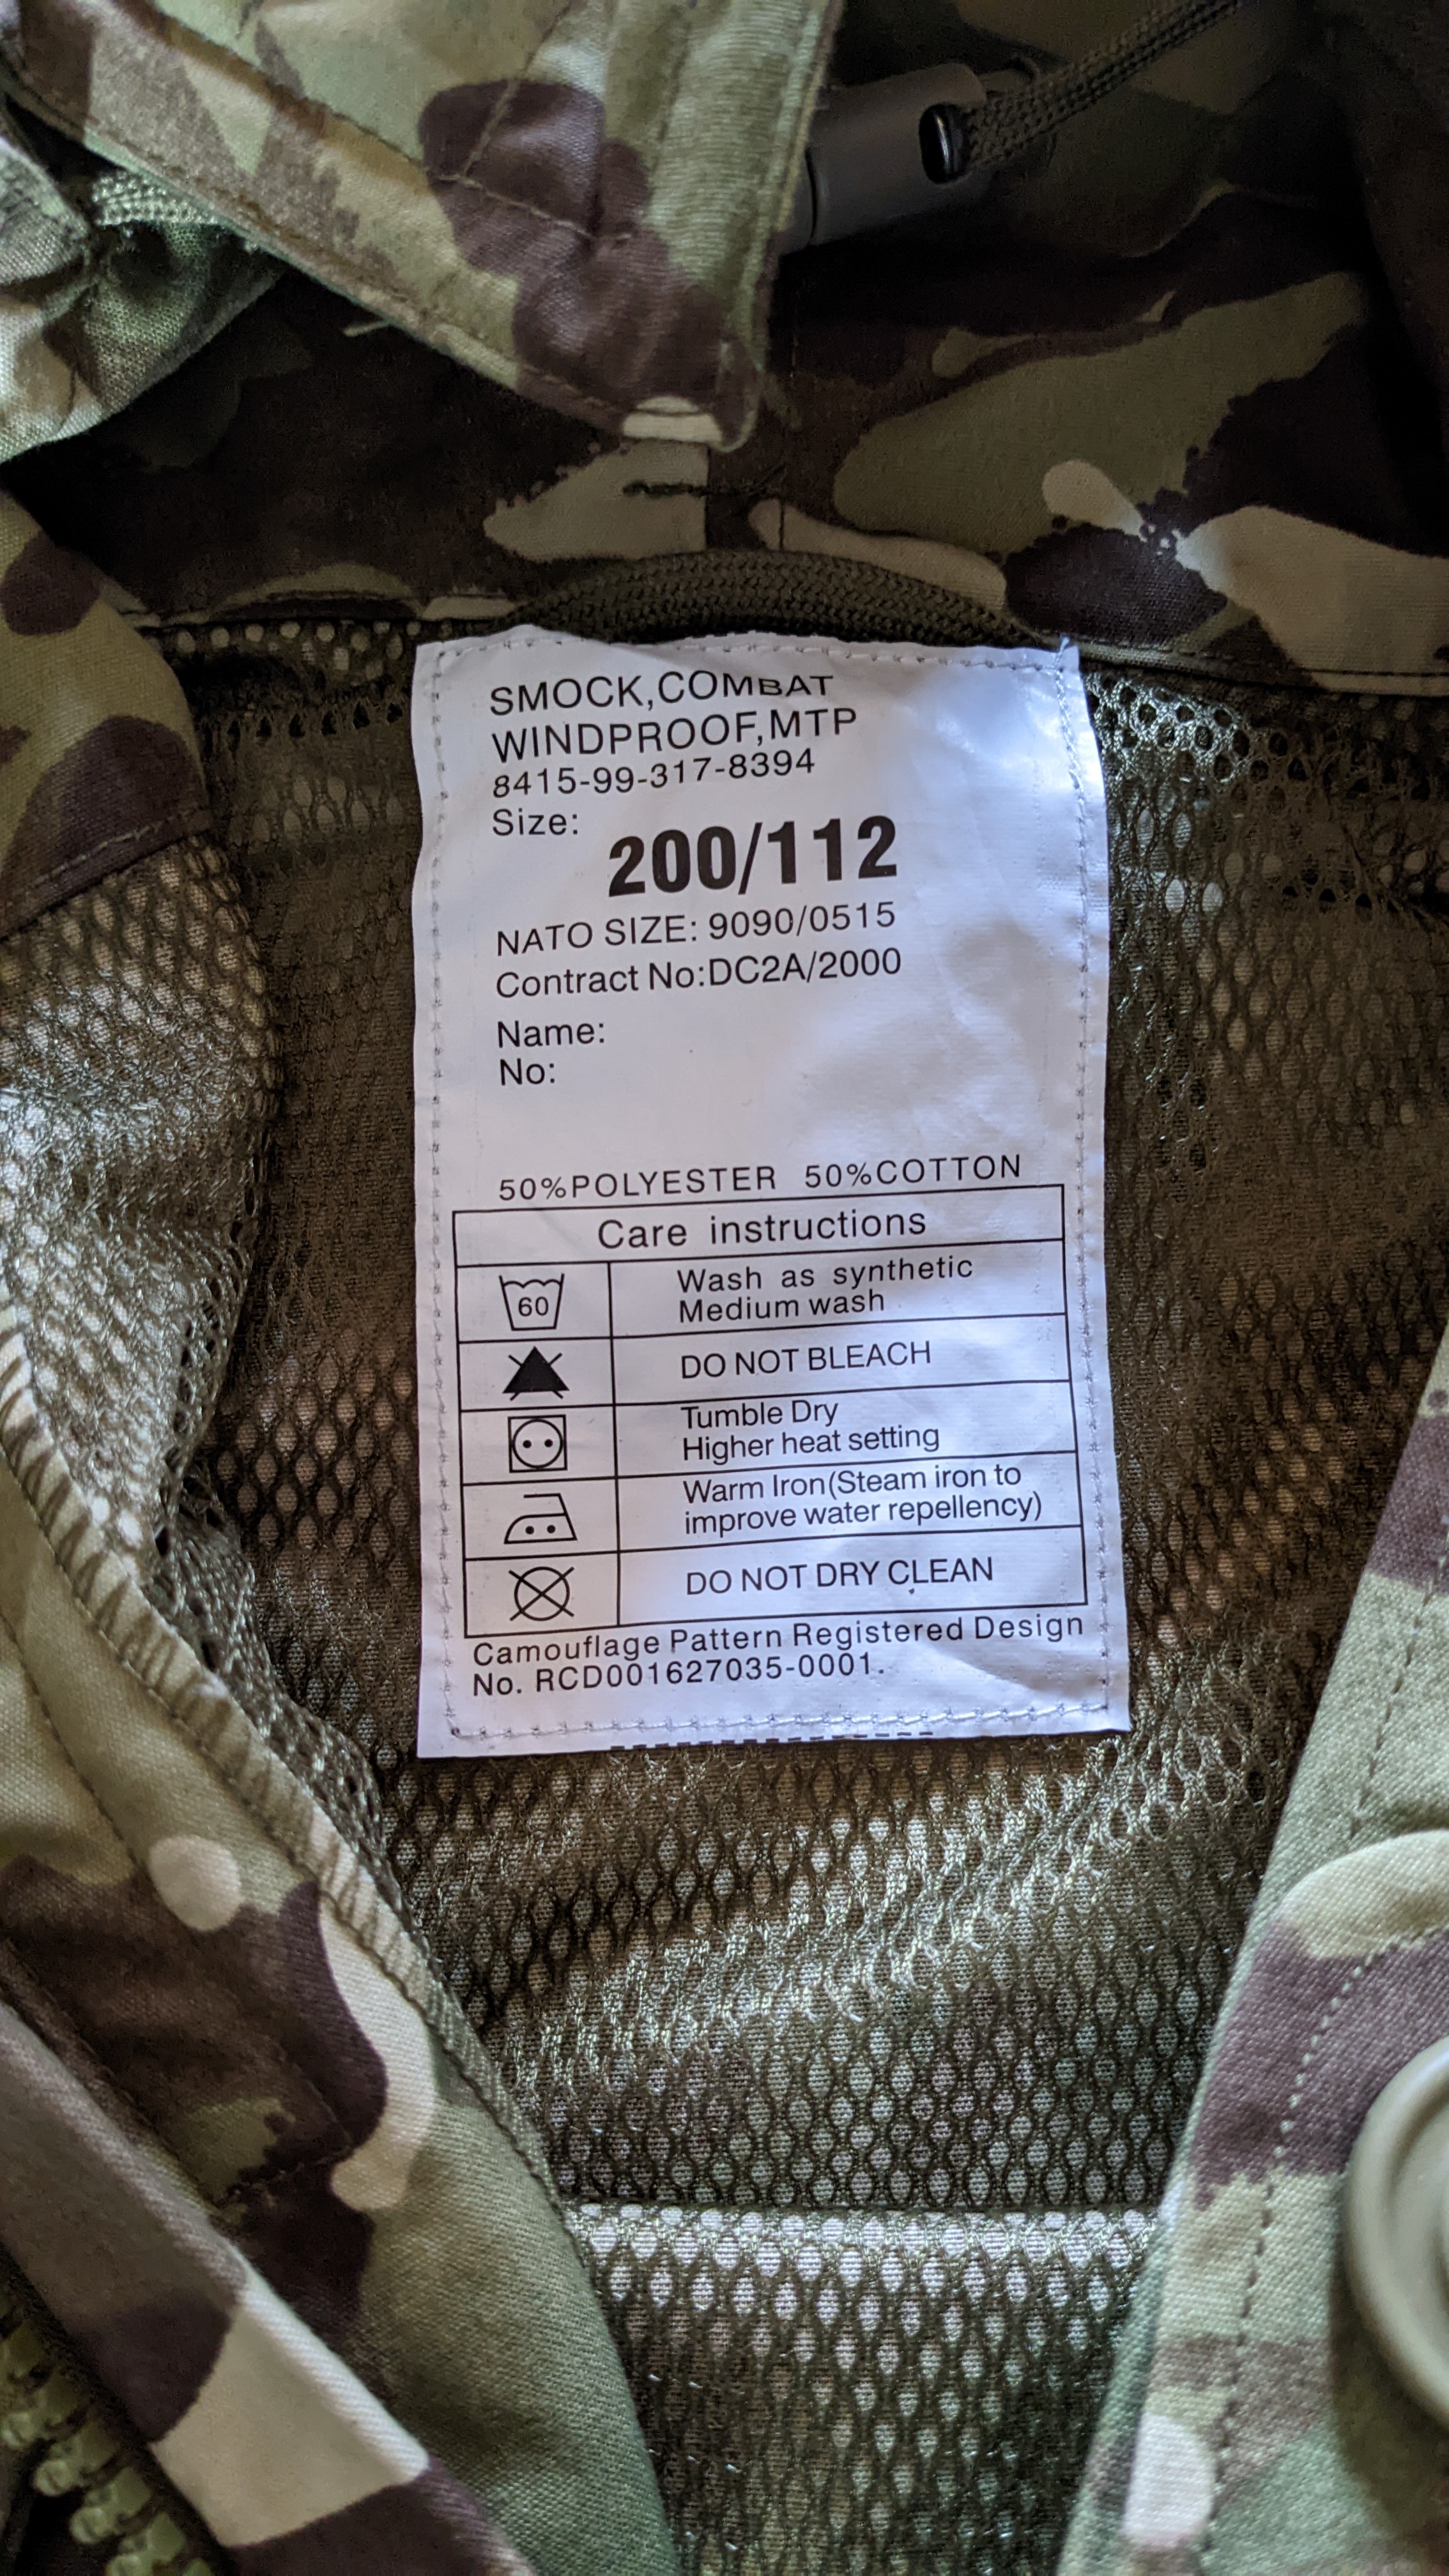 SMOCK,COMBAT
WINDPROOF,MTP
8415-99-317-8394
Size:
200/112
NATO SIZE: 9090/0515
Contract No:DC2A/2000
Name:
No:
50%POLYESTER 50%COTTON
Care instructions
60
Wash as synthetic
Medium wash
DO NOT BLEACH
Tumble Dry
Higher heat setting
Warm Iron(Steam iron to
improve water repellency)
DO NOT DRY CLEAN
Camouflage Pattern Registered Design
No. RCD001627035-0001.